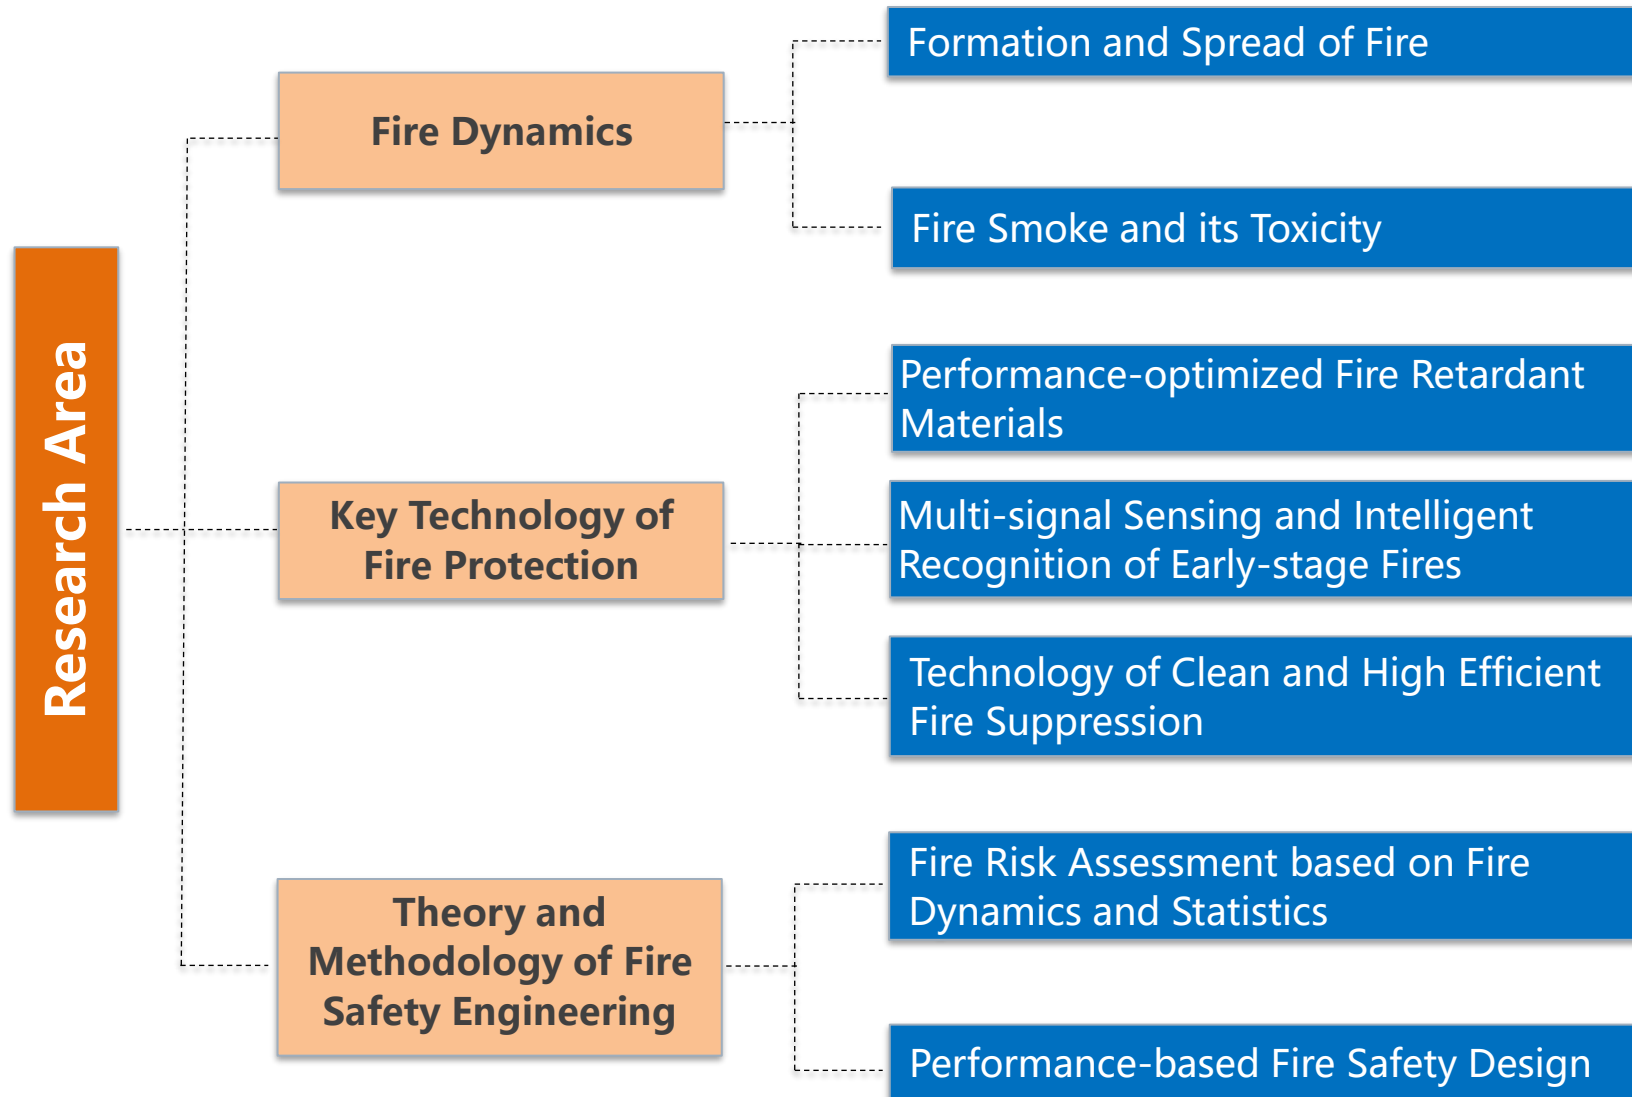 Research Area
Fire Dynamics
Formation and Spread of Fire
Fire Smoke and its Toxicity
Key Technology of
Fire Protection
Performance-optimized Fire Retardant
Materials
Multi-signal Sensing and Intelligent
Recognition of Early-stage Fires
Technology of Clean and High Efficient
Fire Suppression
Theory and
Methodology of Fire
Safety Engineering
Fire Risk Assessment based on Fire
Dynamics and Statistics
Performance-based Fire Safety Design